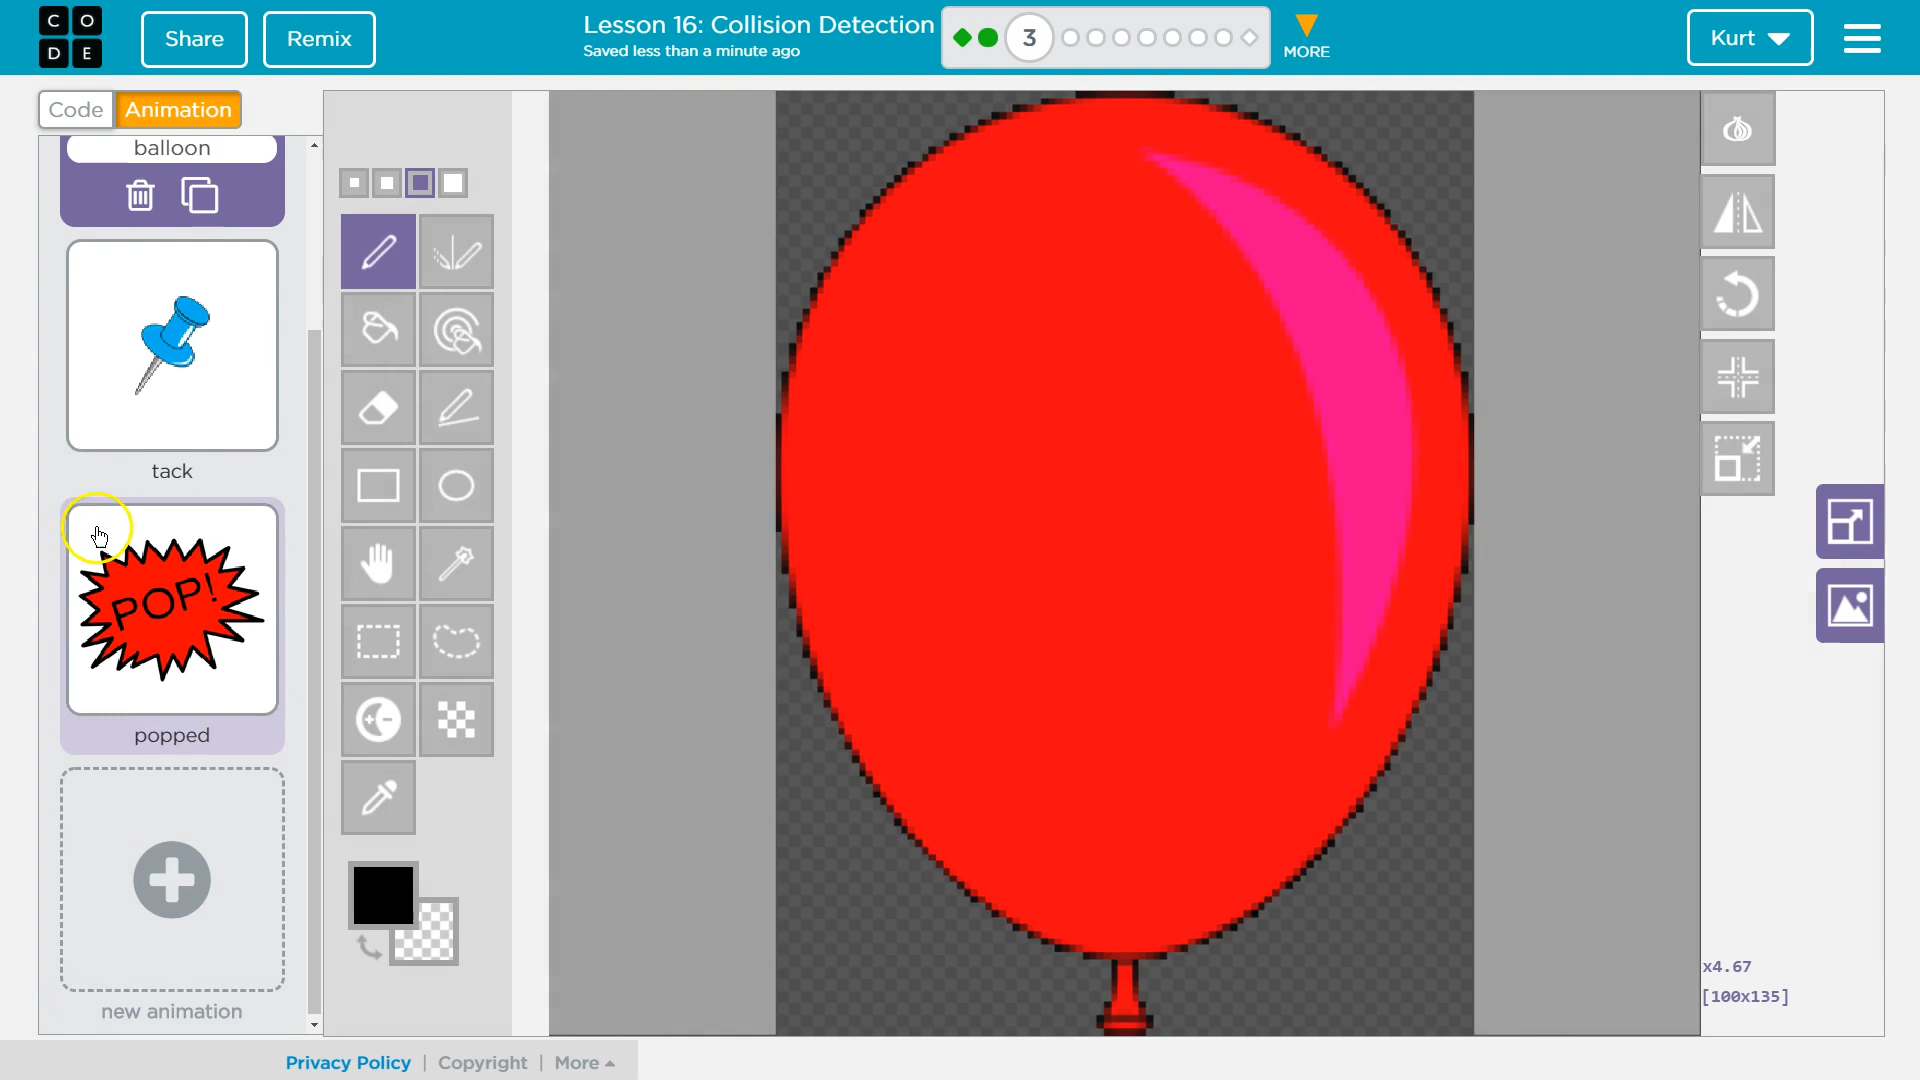 CODE
Share
Remix
Lesson 16: Collision Detection
Saved less than a minute ago
3
MORE
Kurt
Code
Animation
balloon
tack
POP!
popped
new animation
x4.67
[100x135]
Privacy Policy | Copyright | More